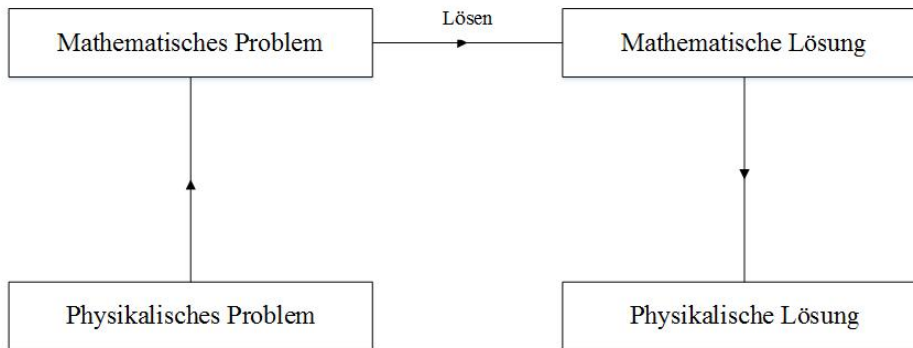 Lösen
Mathematisches Problem
Mathematische Lösung
Physikalisches Problem
Physikalische Lösung